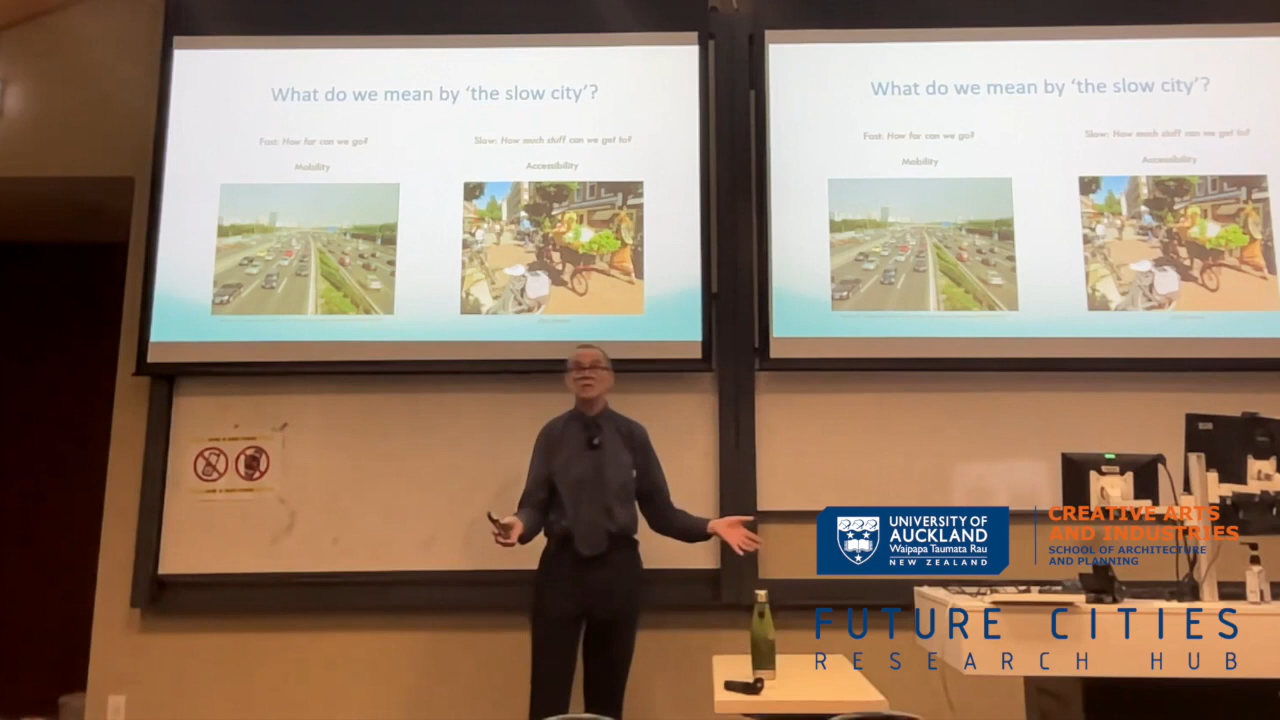 What do we mean by ‘the slow city’?
Fast: How far can we go?
Slow: How much stuff can we get to?
Mobility
Accessibility
What do we mean by ‘the slow city’?
Fast: How far can we go?
Slow: How much stuff can we get to?
Mobility
Accessibility
UNIVERSITY OF
AUCKLAND
Waipapa Taumata Rau
NEW ZEALAND
CREATIVE ARTS
AND INDUSTRIES
SCHOOL OF ARCHITECTURE
AND PLANNING
FUTURE CITIES
RESEARCH HUB